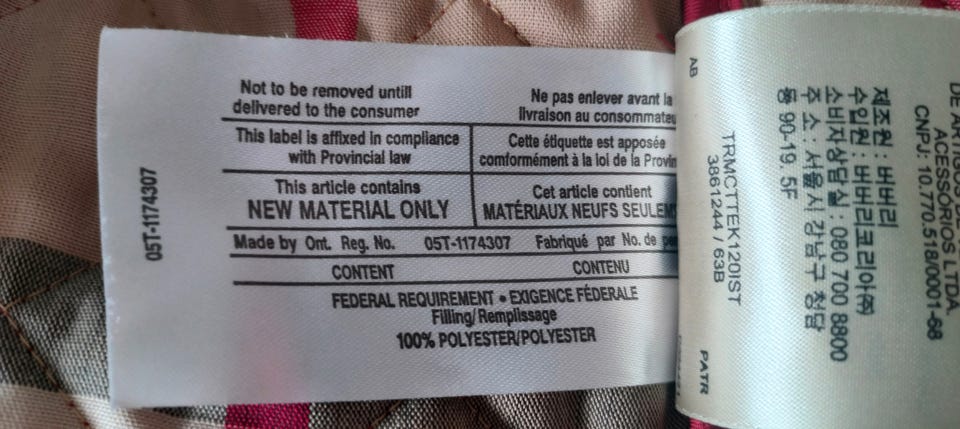 Not to be removed untill
delivered to the consumer
Ne pas enlever avant la
livraison au consommateu
This label is affixed in compliance
with Provincial law
Cette étiquette est apposée
comformément à la loi de la Provin
This article contains
NEW MATERIAL ONLY
Cet article contient
MATÉRIAUX NEUFS SEULEM
Made by Ont. Reg. No. 05T-1174307 Fabriqué par No. de pe
CONTENT CONTENU
FEDERAL REQUIREMENT • EXIGENCE FÉDERALE
Filling/Remplissage
100% POLYESTER/POLYESTER
05T-1174307
DE ARTIGOS DE
ACESSÓRIOS LTDA.
CNPJ: 10.770.518/0001-68
제조원 : 버버리
수입원 : 버버리코리아㈜
소비자상담실 : 080 700 8800
주 소 : 서울시 강남구 청담
동 90-19. 5F
TRMCTTEK120IST
3861244 / 63B
AB
PATR